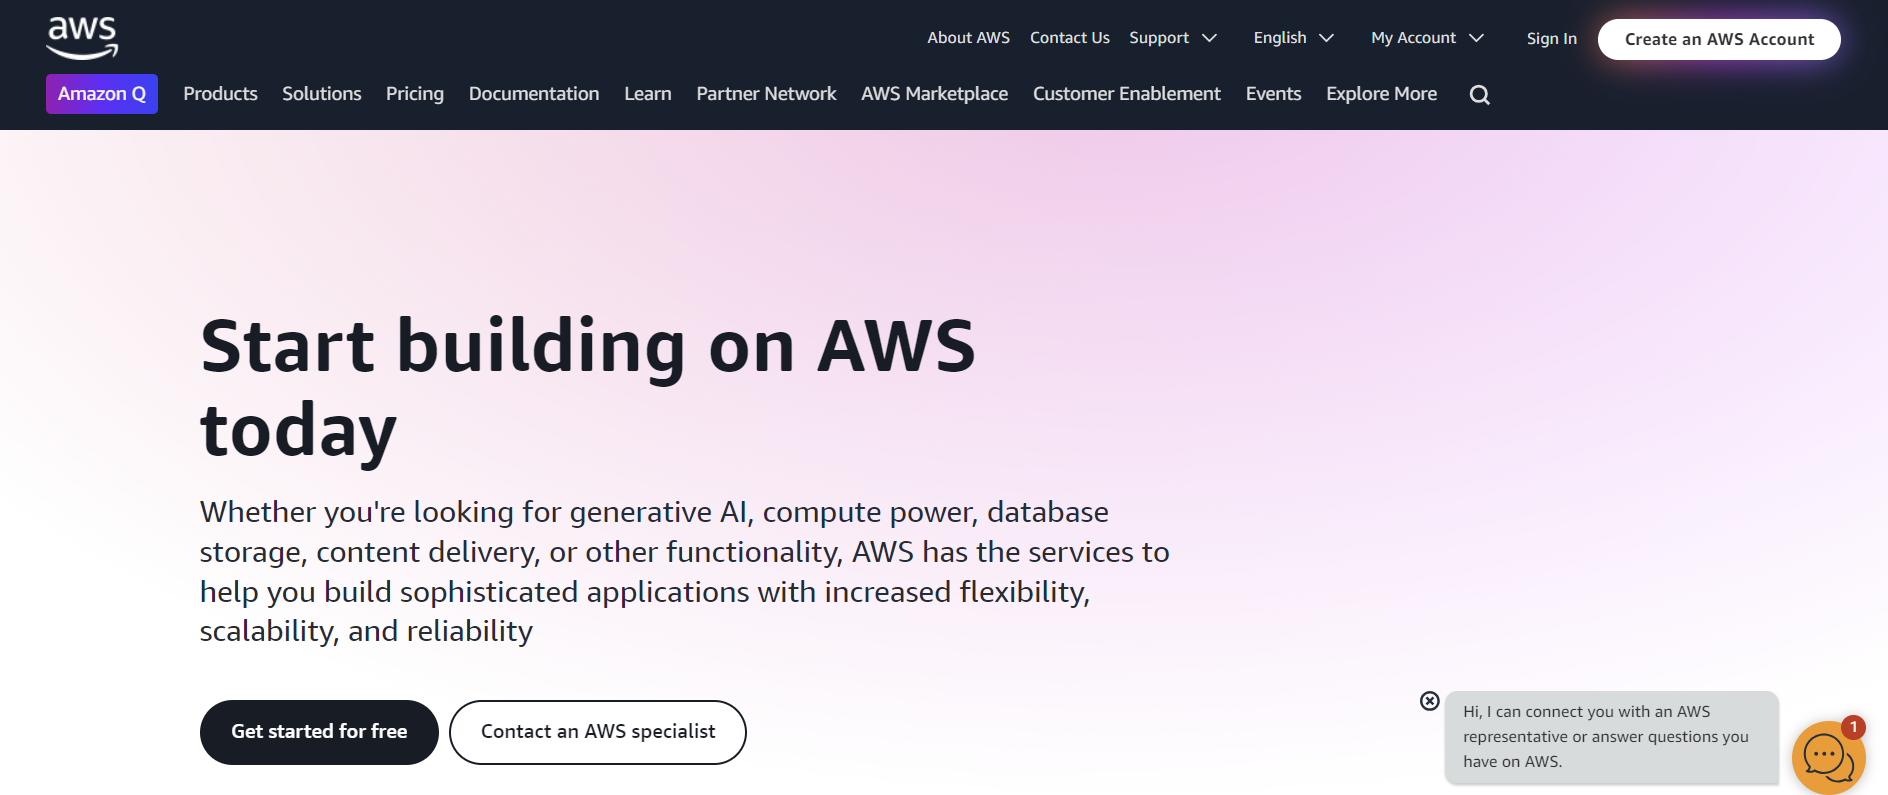 aws
About AWS Contact Us Support English My Account Sign In Create an AWS Account
Amazon Q Products Solutions Pricing Documentation Learn Partner Network AWS Marketplace Customer Enablement Events Explore More
Start building on AWS
today
Whether you're looking for generative AI, compute power, database
storage, content delivery, or other functionality, AWS has the services to
help you build sophisticated applications with increased flexibility,
scalability, and reliability
Get started for free Contact an AWS specialist
Hi, I can connect you with an AWS
representative or answer questions you
have on AWS.
1